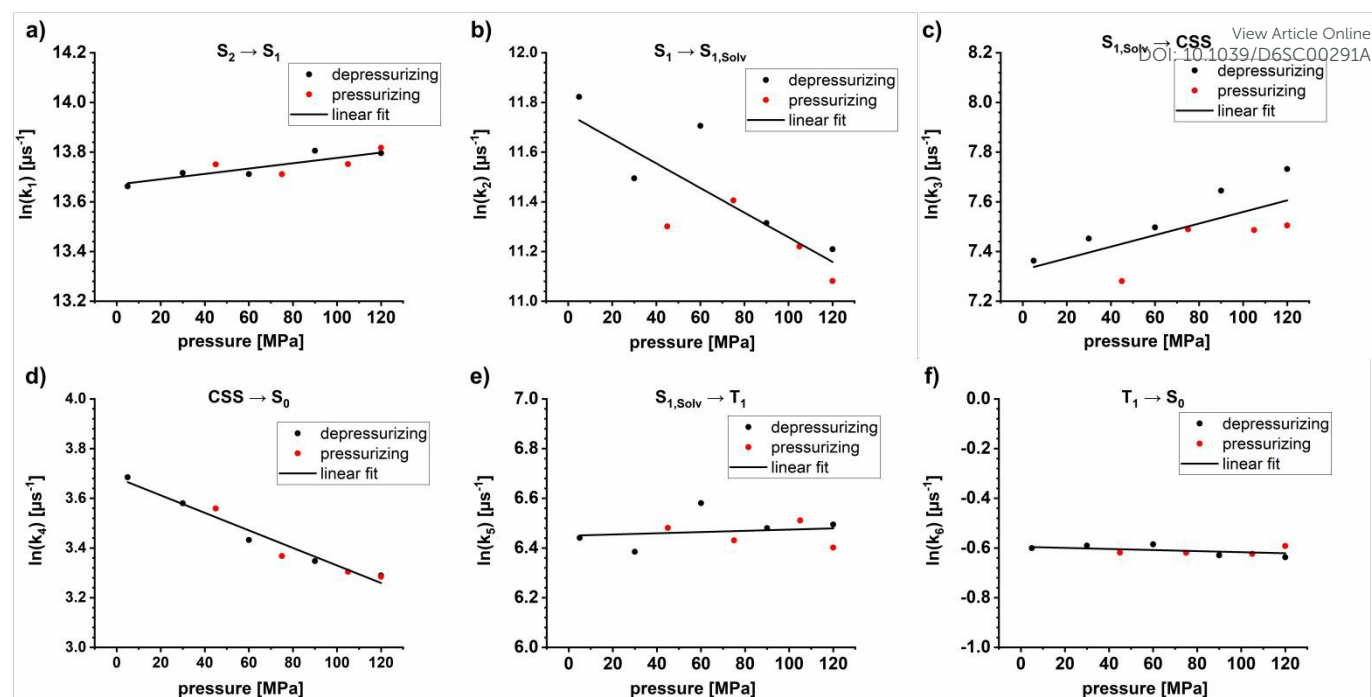 View Article Online
DOI: 10.1039/D6SC00291A
a)
S₂ → S₁
14.2
14.0
13.8
13.6
13.4
13.2
ln(k₁) [µs⁻¹]
depressurizing
pressurizing
linear fit
0 20 40 60 80 100 120
pressure [MPa]
b)
S₁ → S₁,Solv
12.0
11.8
11.6
11.4
11.2
11.0
ln(k₂) [µs⁻¹]
depressurizing
pressurizing
linear fit
0 20 40 60 80 100 120
pressure [MPa]
c)
S₁,Solv → CSS
8.2
8.0
7.8
7.6
7.4
7.2
ln(k₃) [µs⁻¹]
depressurizing
pressurizing
linear fit
0 20 40 60 80 100 120
pressure [MPa]
d)
CSS → S₀
4.0
3.8
3.6
3.4
3.2
3.0
ln(k₄) [µs⁻¹]
depressurizing
pressurizing
linear fit
0 20 40 60 80 100 120
pressure [MPa]
e)
S₁,Solv → T₁
7.0
6.8
6.6
6.4
6.2
6.0
ln(k₅) [µs⁻¹]
depressurizing
pressurizing
linear fit
0 20 40 60 80 100 120
pressure [MPa]
f)
T₁ → S₀
0.0
-0.2
-0.4
-0.6
-0.8
-1.0
ln(k₆) [µs⁻¹]
depressurizing
pressurizing
linear fit
0 20 40 60 80 100 120
pressure [MPa]